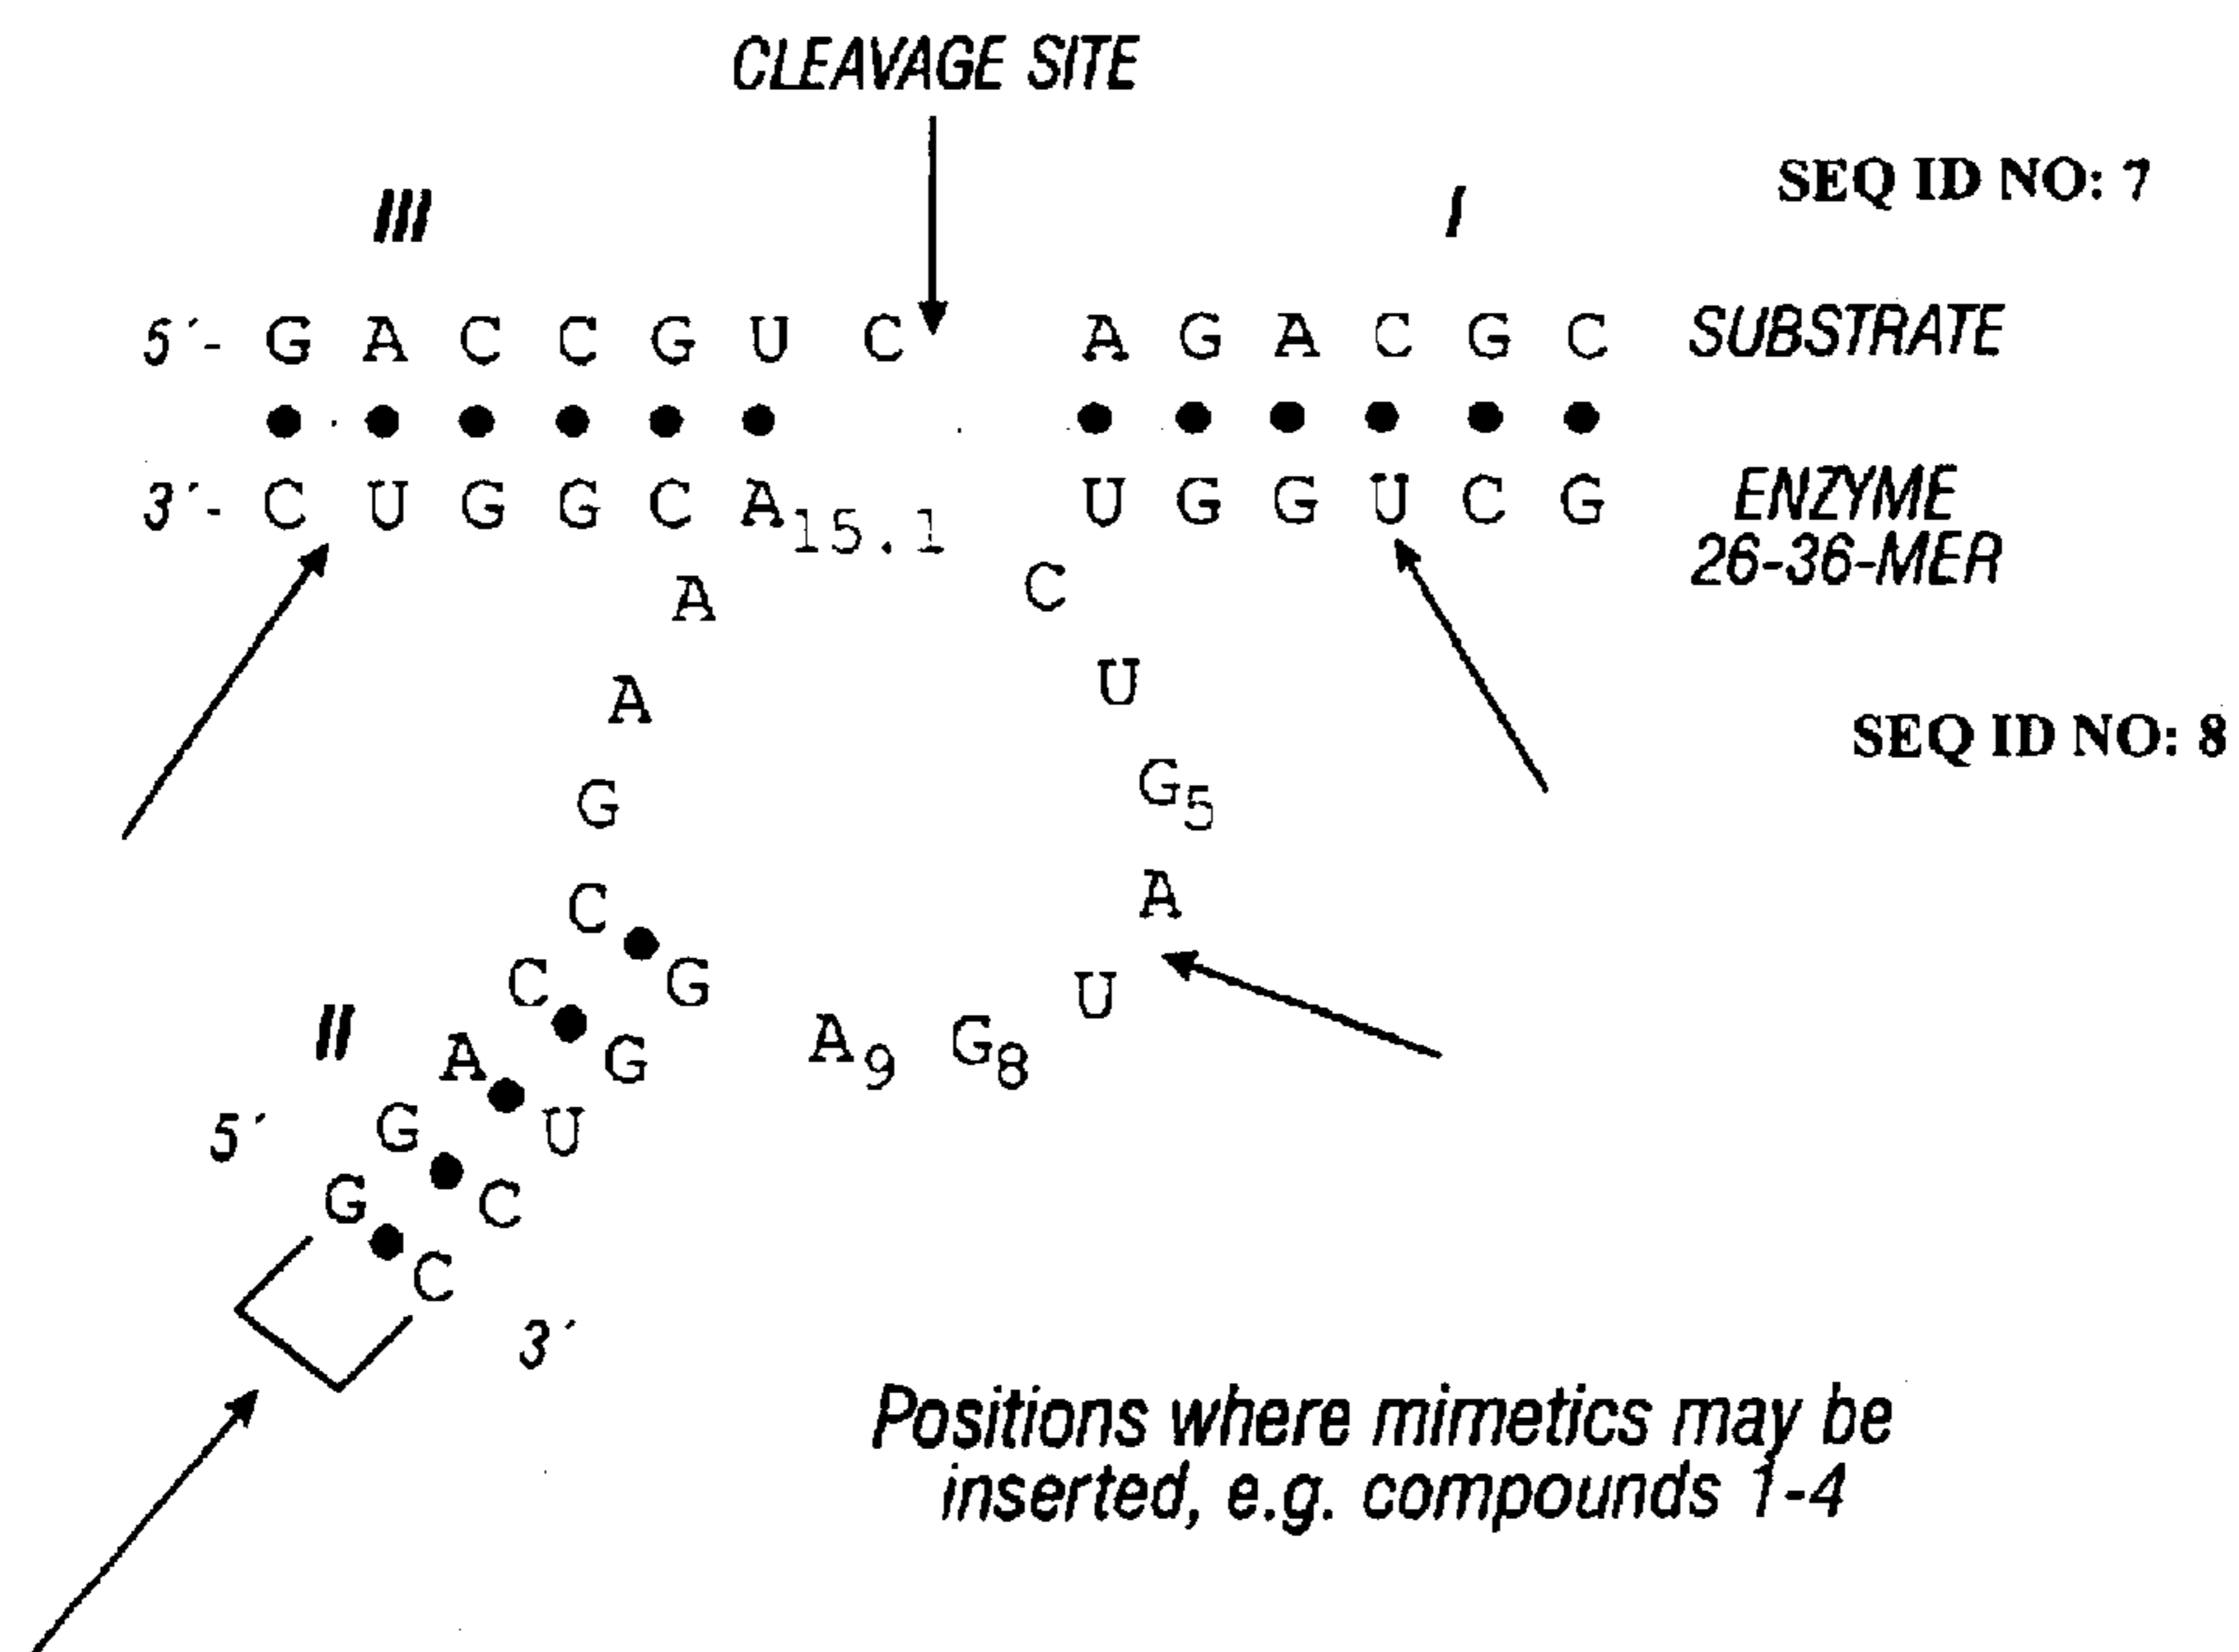 CLEAVAGE SITE
SEQ ID NO: 7
III
I
5´- G A C C G U C A G A C G C SUBSTRATE
3´- C U G G C A15.1 U G G U C G ENZYME
26-36-MER
A C
A U
SEQ ID NO: 8
G G5
C A
C G U
II A G A9 G8
5´ G U
G C
C
3´
Positions where mimetics may be
inserted, e.g. compounds 1-4